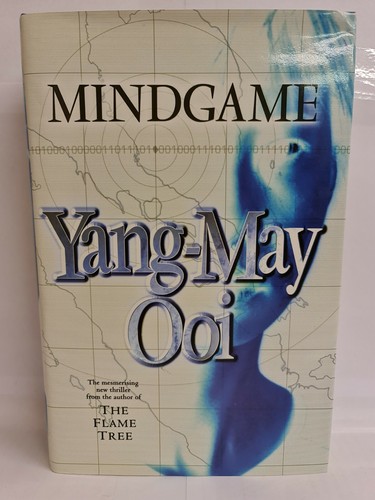 MINDGAME
Yang-May
Ooi
The mesmerising
new thriller
from the author of
THE
FLAME
TREE